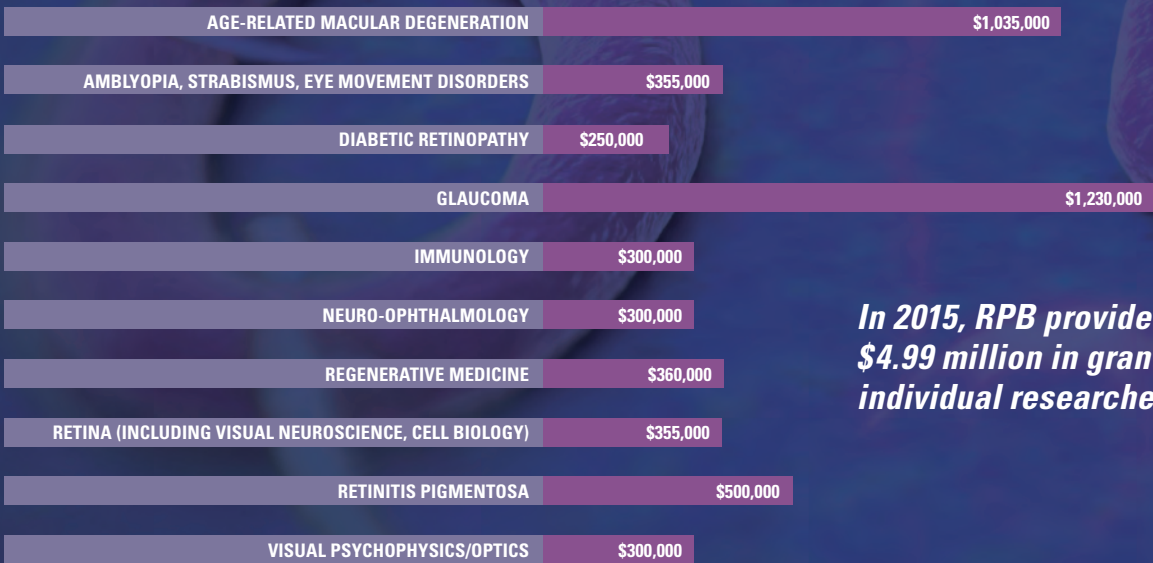 AGE-RELATED MACULAR DEGENERATION $1,035,000
AMBLYOPIA, STRABISMUS, EYE MOVEMENT DISORDERS $355,000
DIABETIC RETINOPATHY $250,000
GLAUCOMA $1,230,000
IMMUNOLOGY $300,000
NEURO-OPHTHALMOLOGY $300,000
REGENERATIVE MEDICINE $360,000
RETINA (INCLUDING VISUAL NEUROSCIENCE, CELL BIOLOGY) $355,000
RETINITIS PIGMENTOSA $500,000
VISUAL PSYCHOPHYSICS/OPTICS $300,000
In 2015, RPB provide
$4.99 million in gran
individual researche